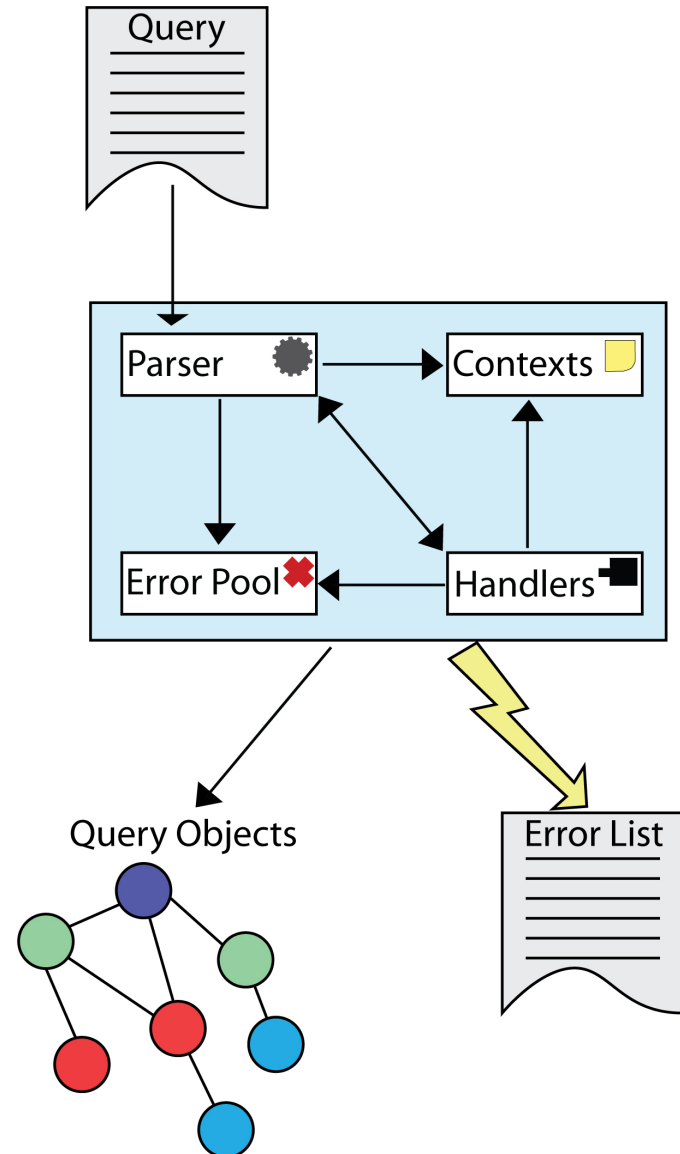 Query
Parser
Contexts
Error Pool
Handlers
Query Objects
Error List